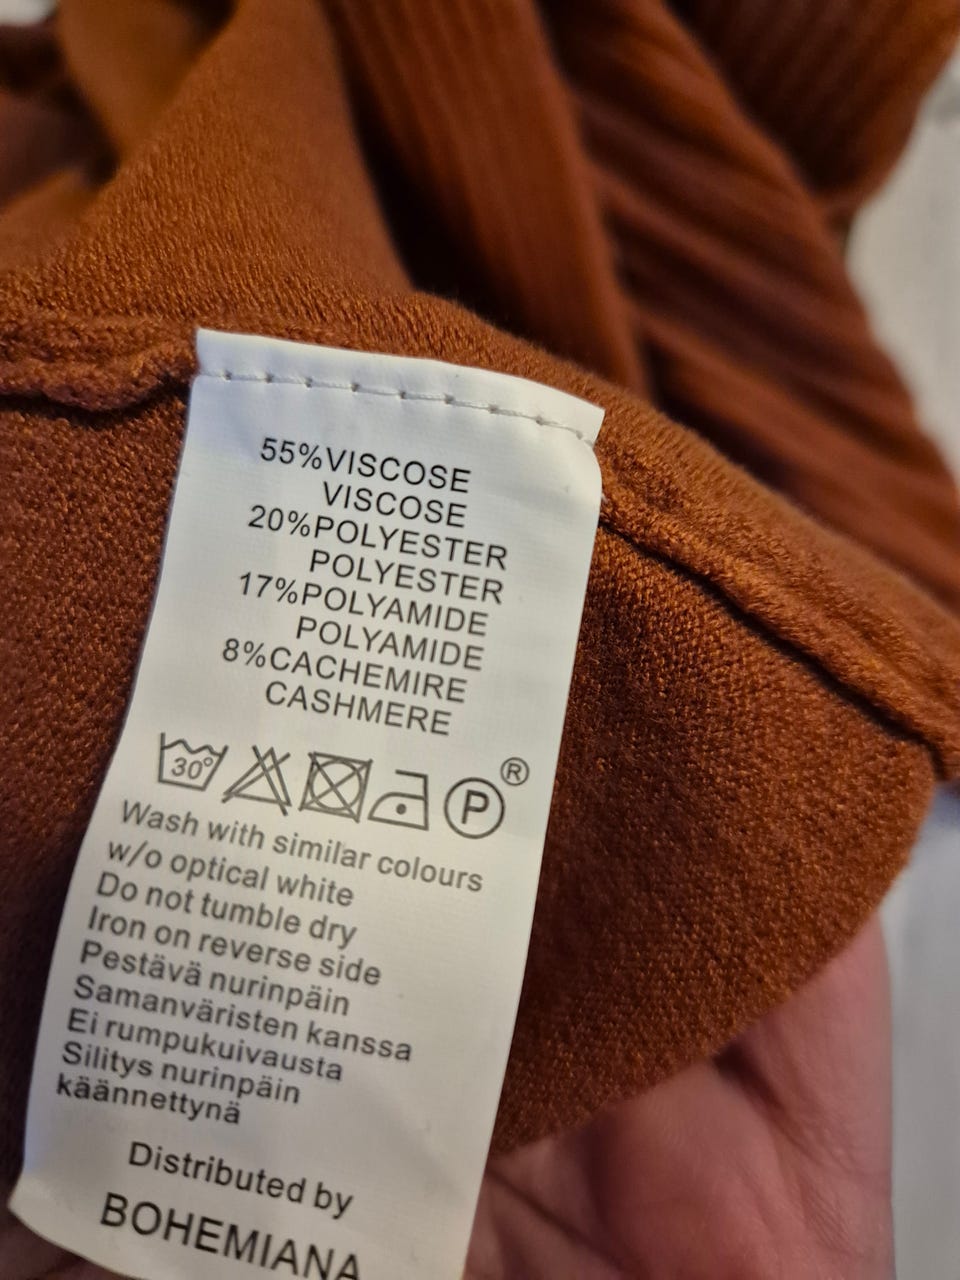 55%VISCOSE
VISCOSE
20%POLYESTER
POLYESTER
17%POLYAMIDE
POLYAMIDE
8%CACHEMIRE
CASHMERE
30° P ®
Wash with similar colours
w/o optical white
Do not tumble dry
Iron on reverse side
Pestävä nurinpäin
Samanväristen kanssa
Ei rumpukuivausta
Silitys nurinpäin
käännettynä
Distributed by
BOHEMIANA